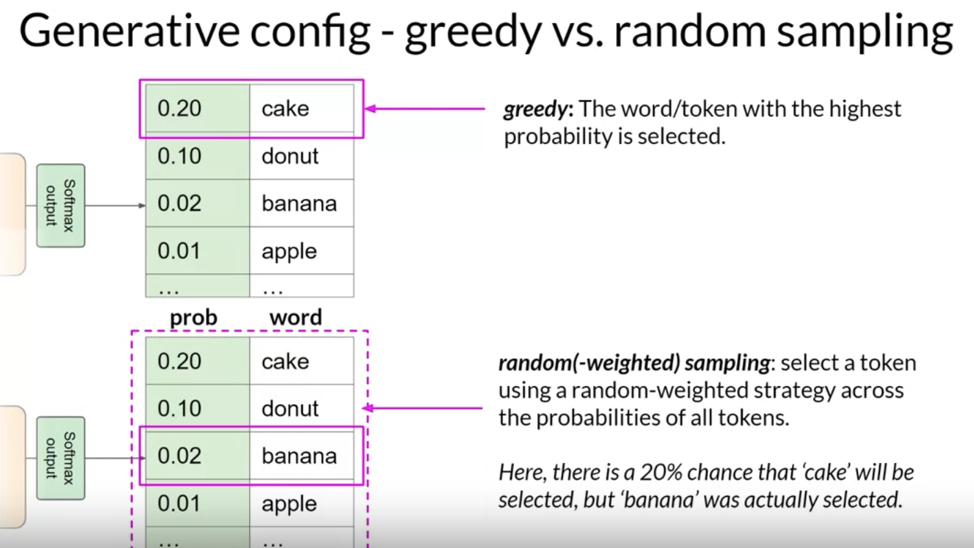 Generative config - greedy vs. random sampling
0.20 cake
0.10 donut
0.02 banana
0.01 apple
... ...
Softmax
output
greedy: The word/token with the highest
probability is selected.
prob word
0.20 cake
0.10 donut
0.02 banana
0.01 apple
... ...
Softmax
output
random(-weighted) sampling: select a token
using a random-weighted strategy across
the probabilities of all tokens.
Here, there is a 20% chance that ‘cake’ will be
selected, but ‘banana’ was actually selected.